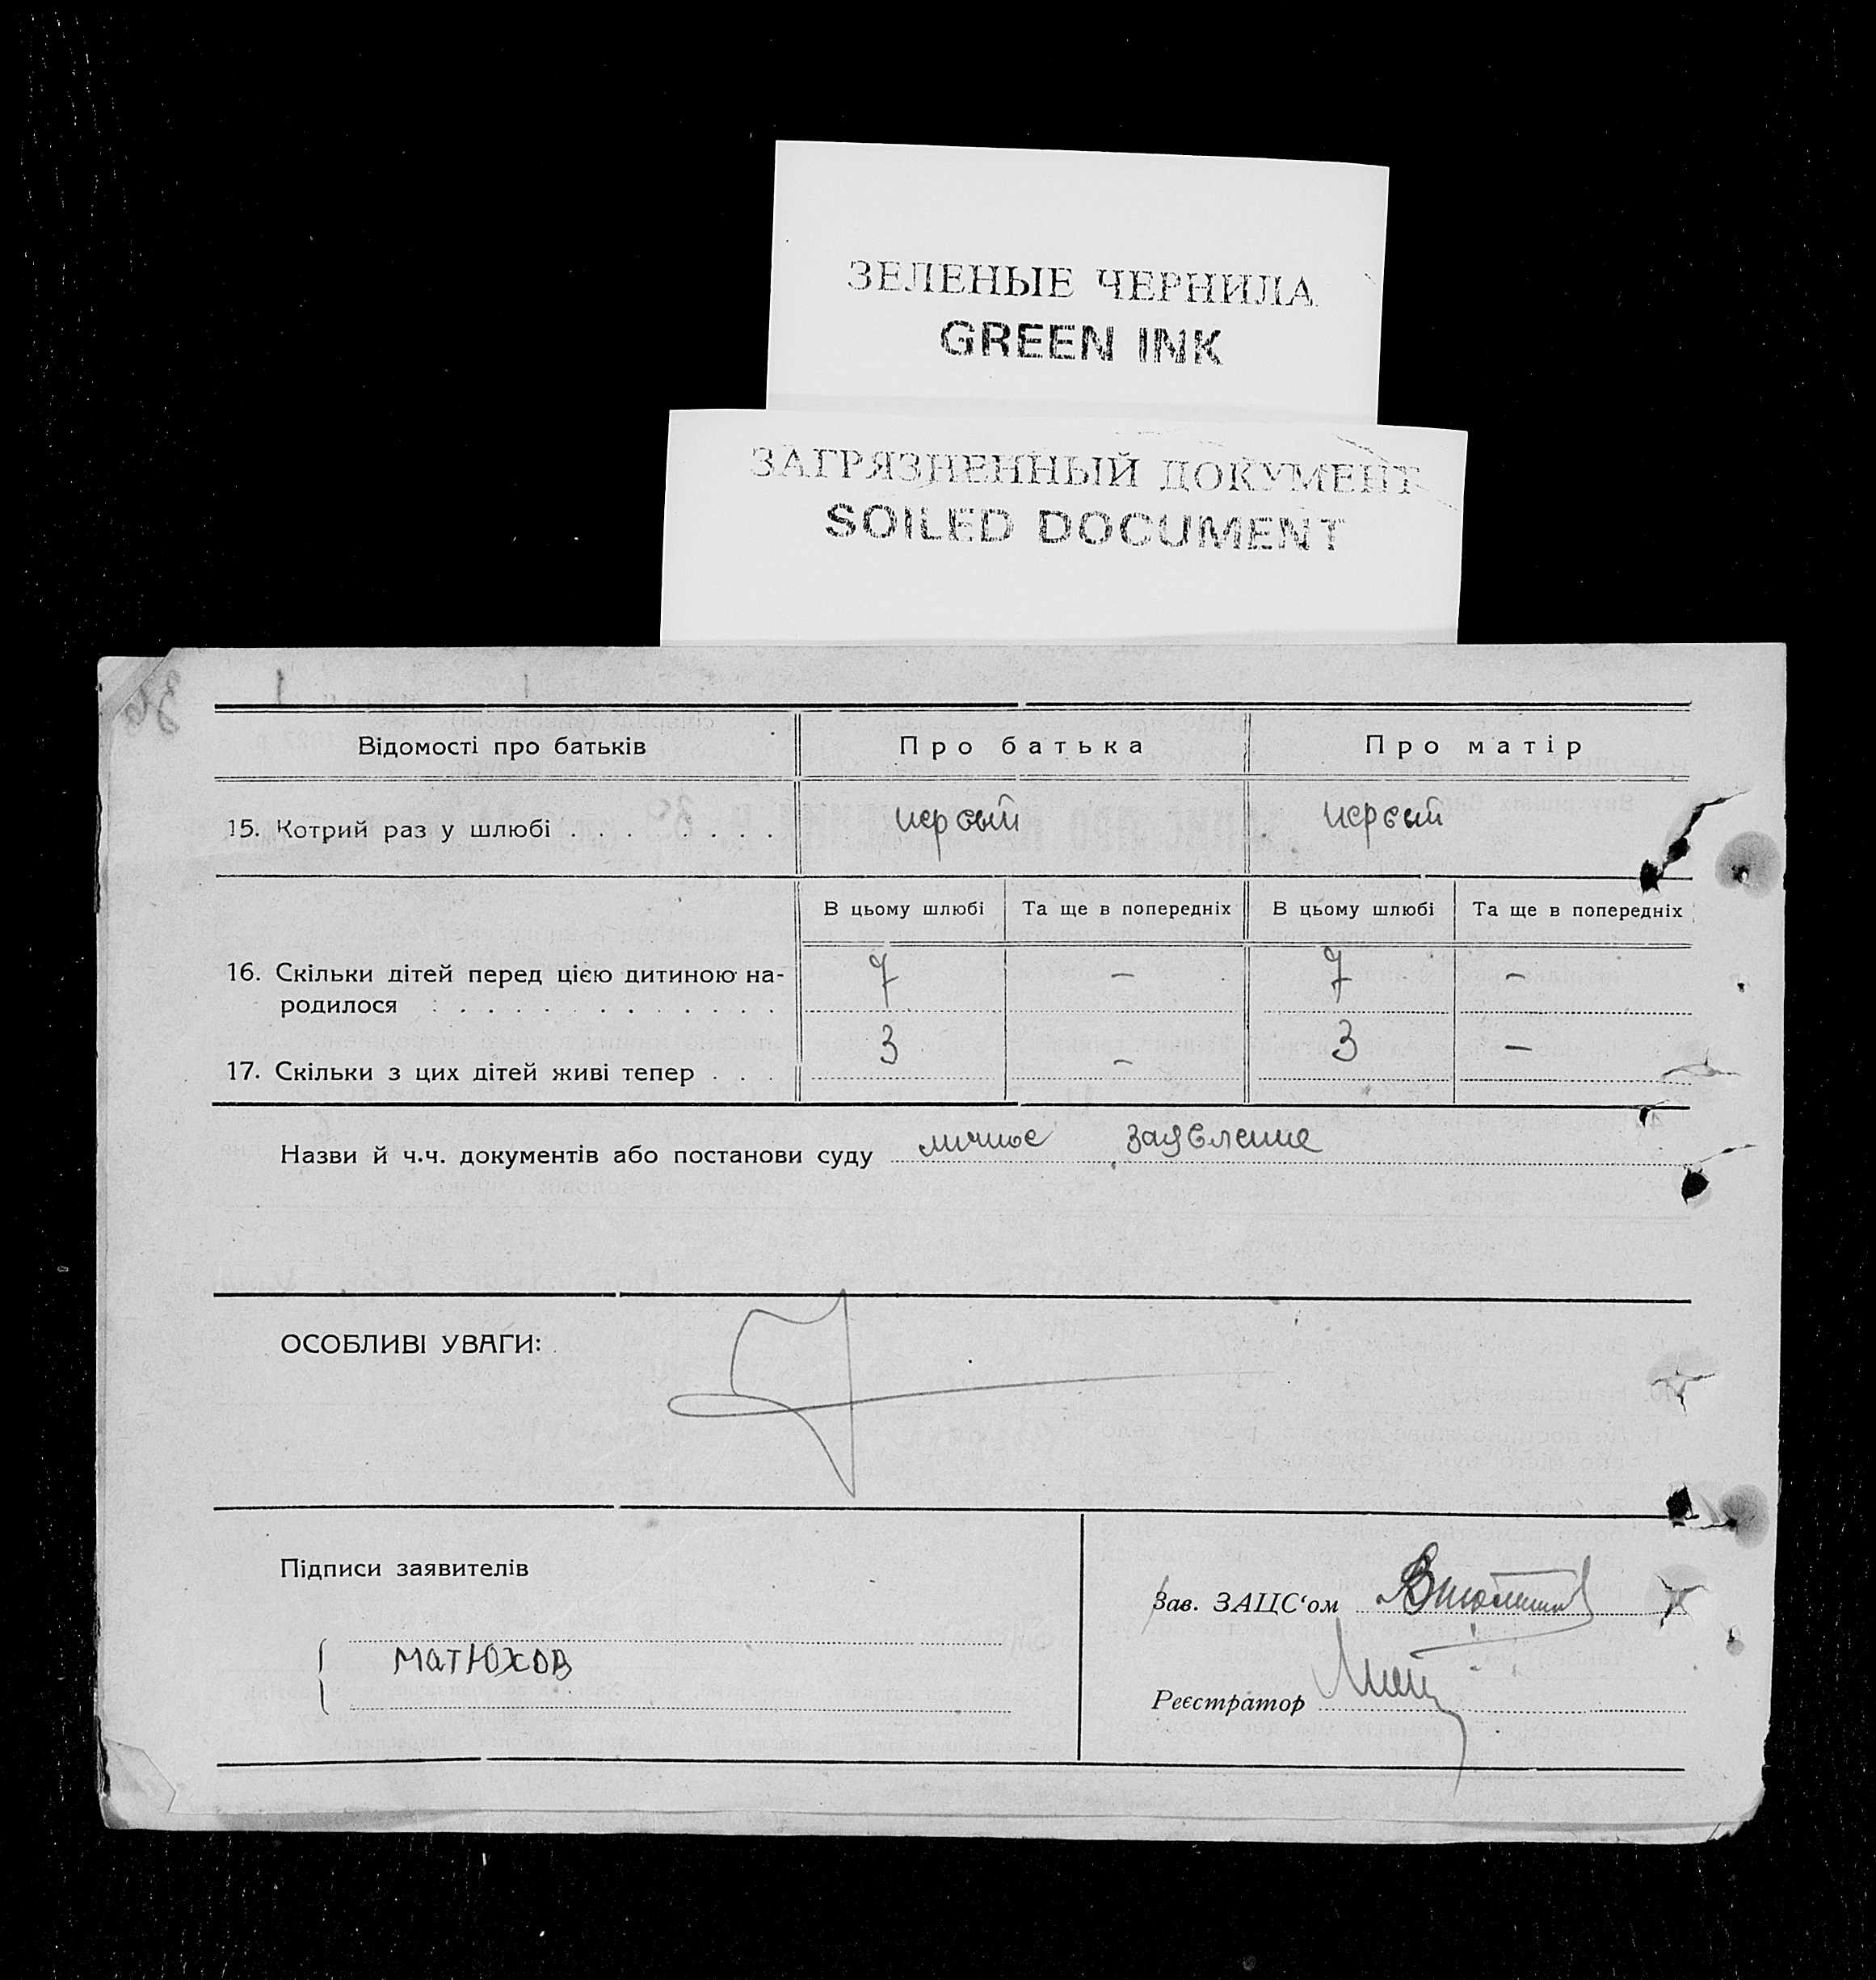 ЗЕЛЕНЫЕ ЧЕРНИЛА
GREEN INK
ЗАГРЯЗНЕННЫЙ ДОКУМЕНТ
SOILED DOCUMENT
Відомості про батьків Про батька Про матір
15. Котрий раз у шлюбі . . . . . . . . первый первый
В цьому шлюбі Та ще в попередніх В цьому шлюбі Та ще в попередніх
16. Скільки дітей перед цією дитиною на- 7 – 7 –
родилося . . . . . . . . . . . . .
17. Скільки з цих дітей живі тепер . . . 3 – 3 –
Назви й ч.ч. документів або постанови суду личное заявление
ОСОБЛИВІ УВАГИ:
Підписи заявителів
Матюхов
Зав. ЗАЦС‘ом
Реєстратор